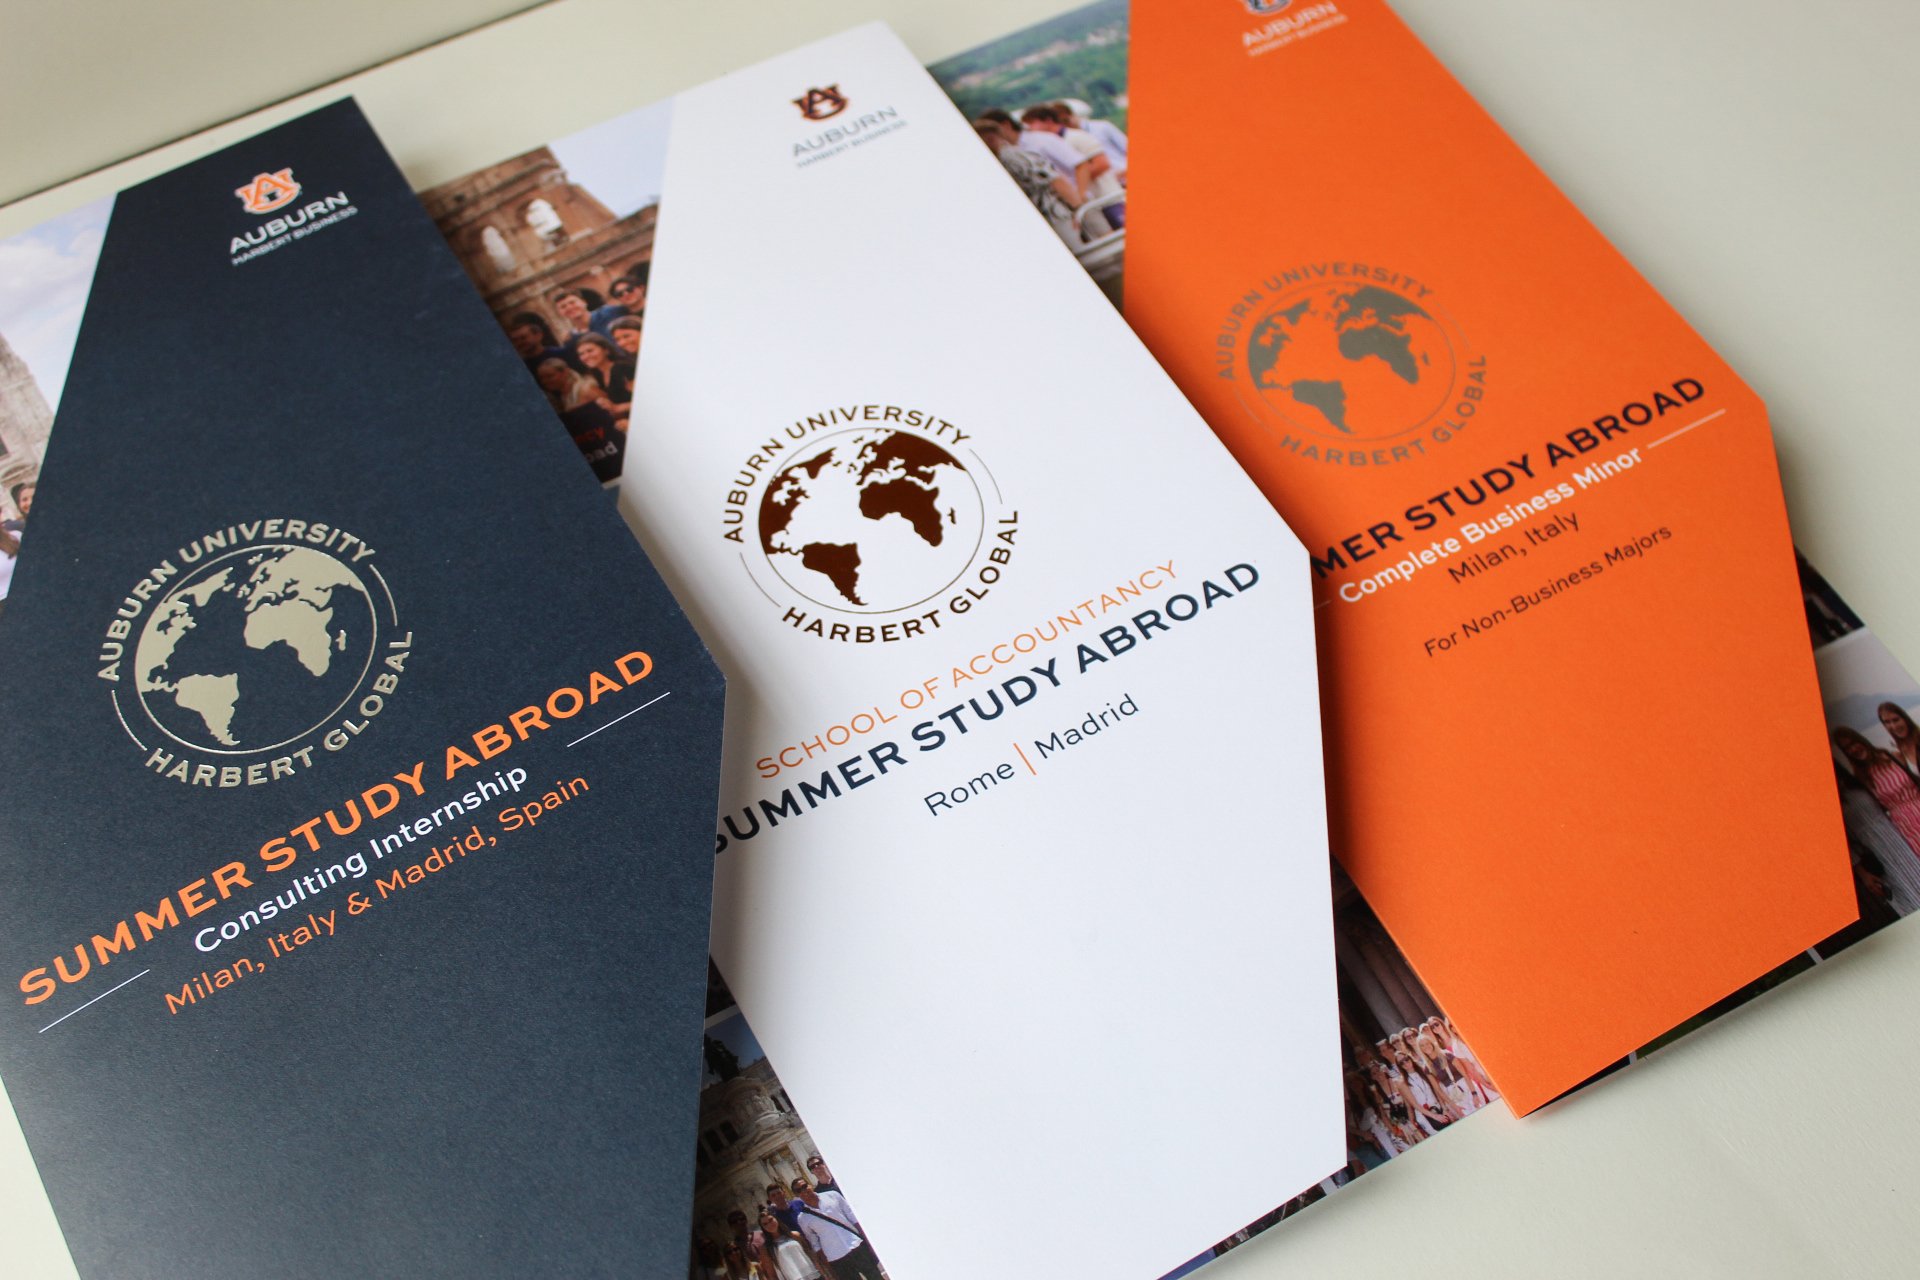 AUBURN
HARBERT BUSINESS
AUBURN UNIVERSITY
HARBERT GLOBAL
SUMMER STUDY ABROAD
Consulting Internship
Milan, Italy & Madrid, Spain
AUBURN
HARBERT BUSINESS
AUBURN UNIVERSITY
HARBERT GLOBAL
SCHOOL OF ACCOUNTANCY
SUMMER STUDY ABROAD
Rome | Madrid
AUBURN
HARBERT BUSINESS
AUBURN UNIVERSITY
HARBERT GLOBAL
MER STUDY ABROAD
Complete Business Minor
Milan, Italy
For Non-Business Majors